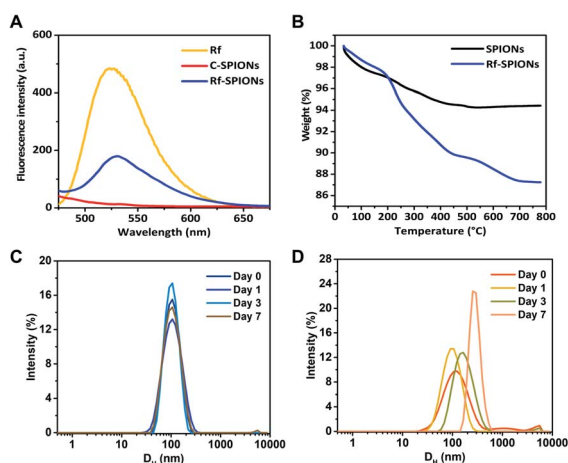 A
Fluorescence intensity (a.u.)
600
400
200
0
500
550
600
650
Wavelength (nm)
Rf
C-SPIONs
Rf-SPIONs
B
Weight (%)
100
98
96
94
92
90
88
86
0
100
200
300
400
500
600
700
800
Temperature (°C)
SPIONs
Rf-SPIONs
C
Intensity (%)
20
16
12
8
4
0
1
10
100
1000
10000
Day 0
Day 1
Day 3
Day 7
D
Intensity (%)
28
24
20
16
12
8
4
0
1
10
100
1000
10000
D_H (nm)
Day 0
Day 1
Day 3
Day 7